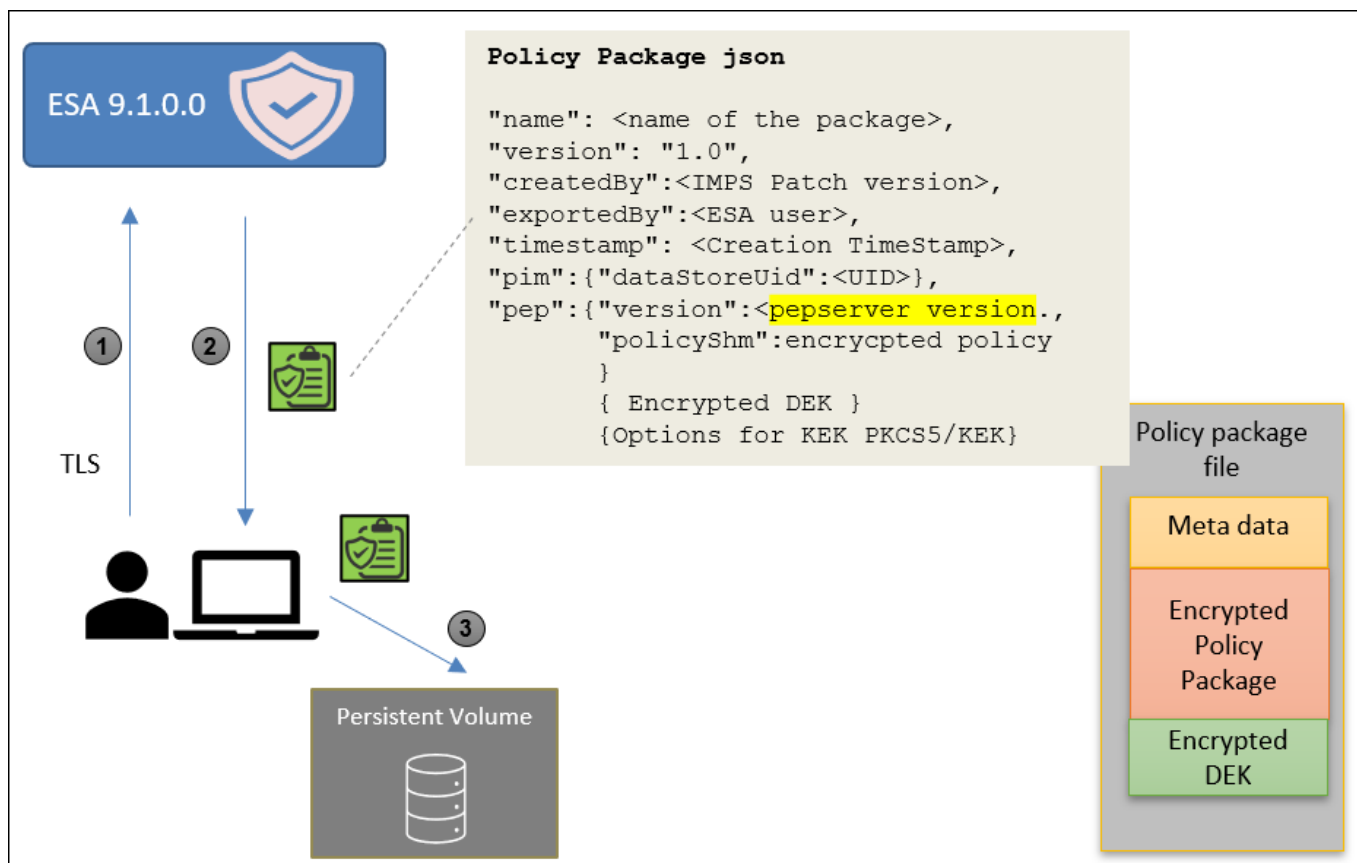 ESA 9.1.0.0
Policy Package json
"name": <name of the package>,
"version": "1.0",
"createdBy":<IMPS Patch version>,
"exportedBy":<ESA user>,
"timestamp": <Creation TimeStamp>,
"pim":{"dataStoreUid":<UID>},
"pep":{"version":<pepserver version.,
"policyShm":encrycpted policy
}
{ Encrypted DEK }
{Options for KEK PKCS5/KEK}
1
2
TLS
3
Persistent Volume
Policy package
file
Meta data
Encrypted
Policy
Package
Encrypted
DEK